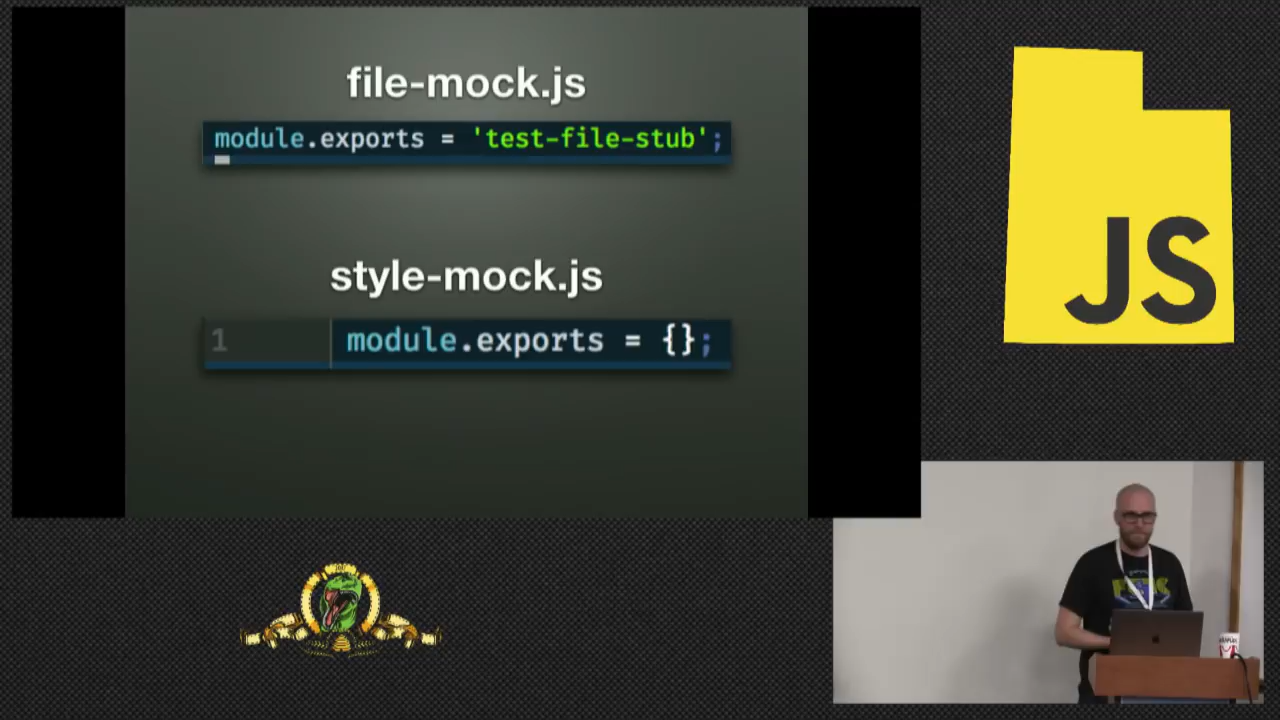 file-mock.js
module.exports = 'test-file-stub';
style-mock.js
1 module.exports = {};
JS